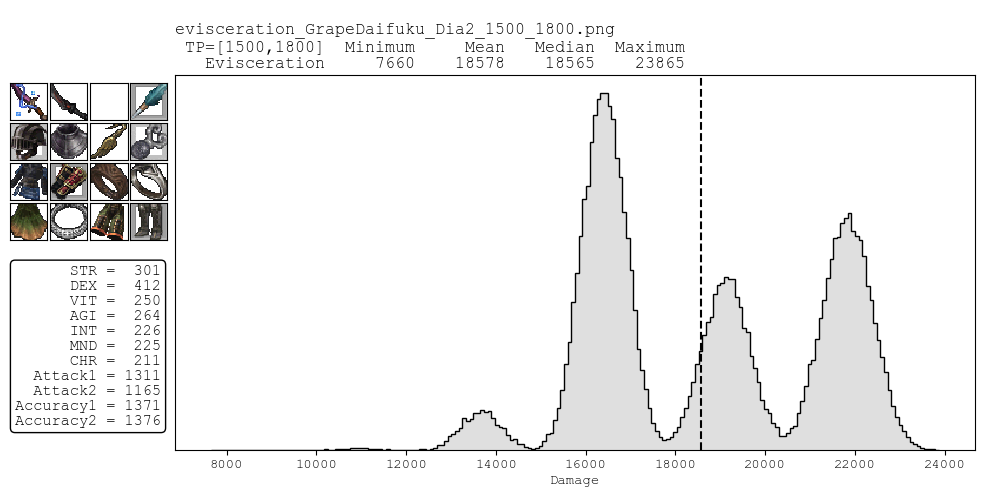 evisceration_GrapeDaifuku_Dia2_1500_1800.png
TP=[1500,1800] Minimum Mean Median Maximum
Evisceration 7660 18578 18565 23865
STR = 301
DEX = 412
VIT = 250
AGI = 264
INT = 226
MND = 225
CHR = 211
Attack1 = 1311
Attack2 = 1165
Accuracy1 = 1371
Accuracy2 = 1376
8000 10000 12000 14000 16000 18000 20000 22000 24000
Damage